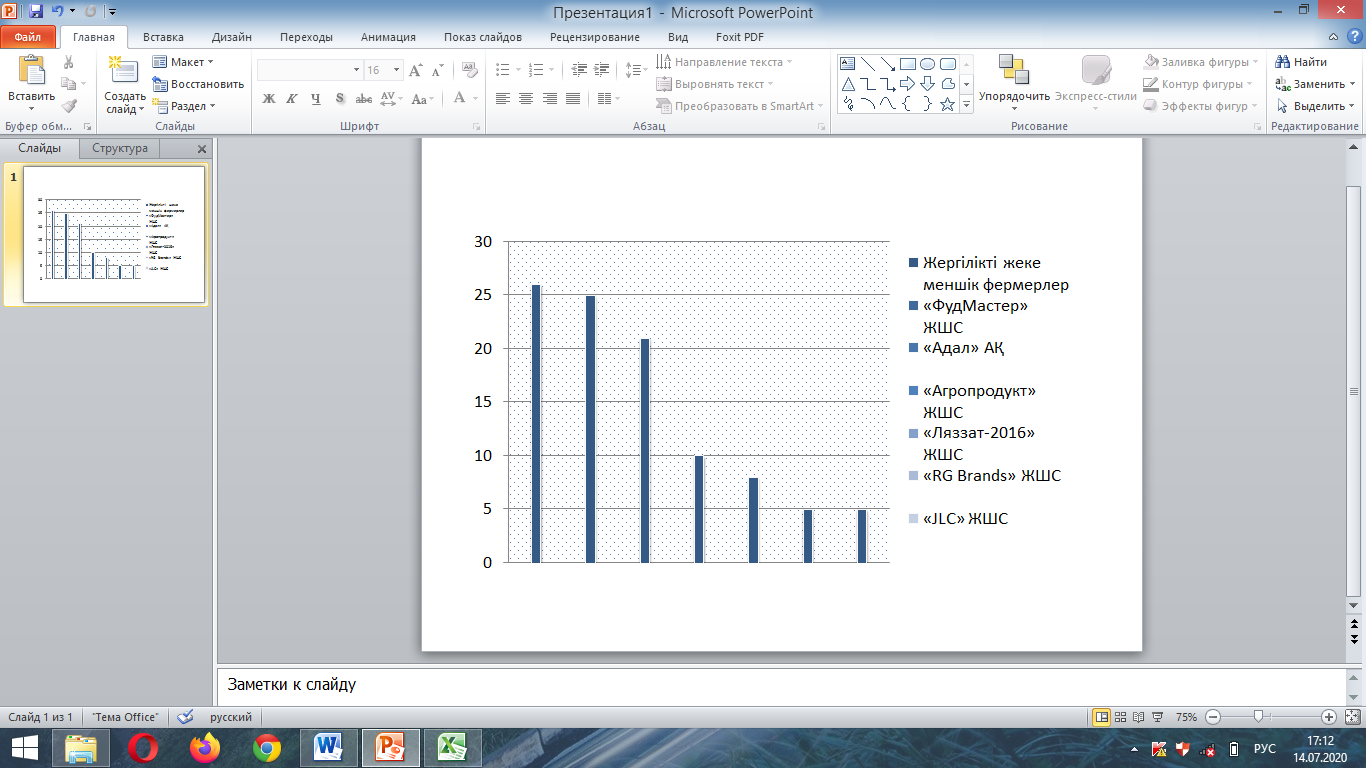 Презентация1 - Microsoft PowerPoint
Файл Главная Вставка Дизайн Переходы Анимация Показ слайдов Рецензирование Вид Foxit PDF
Вставить
Буфер обм...
Создать слайд
Макет
Восстановить
Раздел
Слайды
16
Ж К Ч S abc AV Aa A
Шрифт
Направление текста
Выровнять текст
Преобразовать в SmartArt
Абзац
Упорядочить
Экспресс-стили
Заливка фигуры
Контур фигуры
Эффекты фигур
Рисование
Найти
Заменить
Выделить
Редактирование
Слайды Структура
1
30
25
20
15
10
5
0
Жергілікті жеке
меншік фермерлер
«ФудМастер»
ЖШС
«Адал» АҚ
«Агропродукт»
ЖШС
«Ляззат-2016»
ЖШС
«RG Brands» ЖШС
«JLC» ЖШС
Заметки к слайду
Слайд 1 из 1 "Тема Office" русский 75%
РУС
17:12
14.07.2020